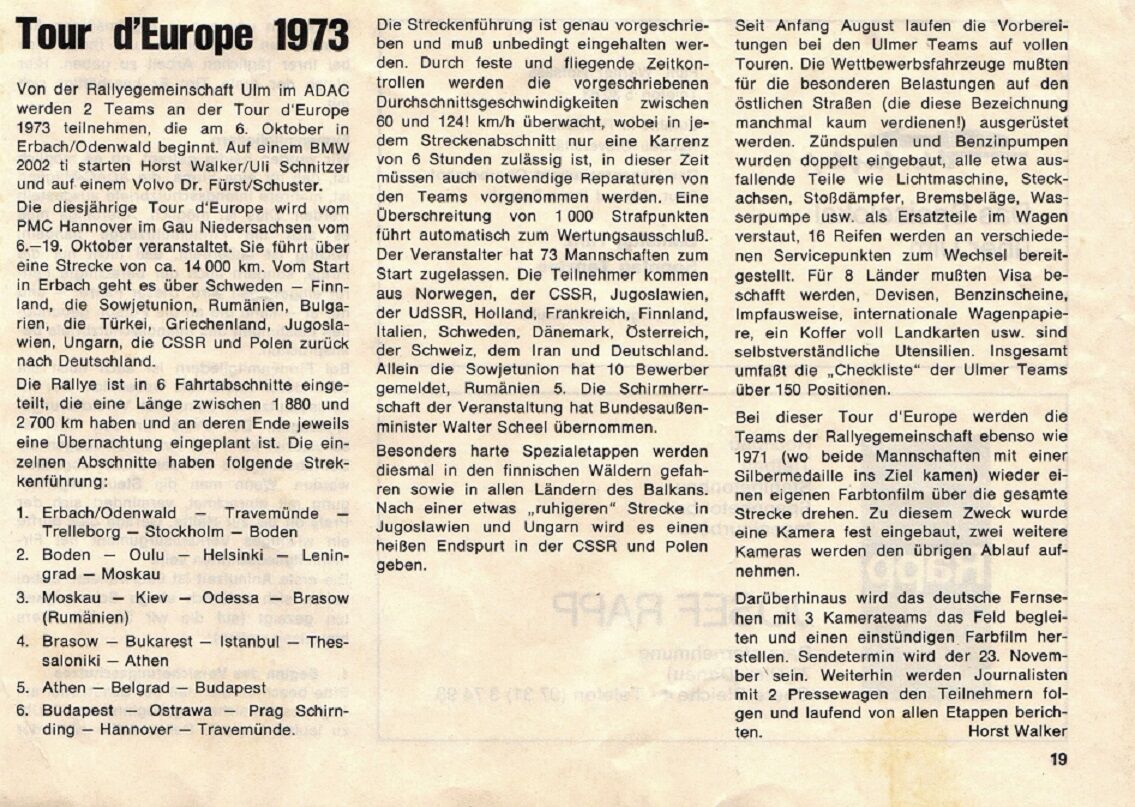 Tour d'Europe 1973
Von der Rallyegemeinschaft Ulm im ADAC
werden 2 Teams an der Tour d'Europe
1973 teilnehmen, die am 6. Oktober in
Erbach/Odenwald beginnt. Auf einem BMW
2002 ti starten Horst Walker/Uli Schnitzer
und auf einem Volvo Dr. Fürst/Schuster.
Die diesjährige Tour d'Europe wird vom
PMC Hannover im Gau Niedersachsen vom
6.–19. Oktober veranstaltet. Sie führt über
eine Strecke von ca. 14 000 km. Vom Start
in Erbach geht es über Schweden – Finn-
land, die Sowjetunion, Rumänien, Bulga-
rien, die Türkei, Griechenland, Jugosla-
wien, Ungarn, die CSSR und Polen zurück
nach Deutschland.
Die Rallye ist in 6 Fahrtabschnitte einge-
teilt, die eine Länge zwischen 1 880 und
2 700 km haben und an deren Ende jeweils
eine Übernachtung eingeplant ist. Die ein-
zelnen Abschnitte haben folgende Strek-
kenführung:
1. Erbach/Odenwald – Travemünde –
Trelleborg – Stockholm – Boden
2. Boden – Oulu – Helsinki – Lenin-
grad – Moskau
3. Moskau – Kiev – Odessa – Brasow
(Rumänien)
4. Brasow – Bukarest – Istanbul – Thes-
saloniki – Athen
5. Athen – Belgrad – Budapest
6. Budapest – Ostrawa – Prag Schirn-
ding – Hannover – Travemünde.
Die Streckenführung ist genau vorgeschrie-
ben und muß unbedingt eingehalten wer-
den. Durch feste und fliegende Zeitkon-
trollen werden die vorgeschriebenen
Durchschnittsgeschwindigkeiten zwischen
60 und 124! km/h überwacht, wobei in je-
dem Streckenabschnitt nur eine Karrenz
von 6 Stunden zulässig ist, in dieser Zeit
müssen auch notwendige Reparaturen von
den Teams vorgenommen werden. Eine
Überschreitung von 1 000 Strafpunkten
führt automatisch zum Wertungsausschluß.
Der Veranstalter hat 73 Mannschaften zum
Start zugelassen. Die Teilnehmer kommen
aus Norwegen, der CSSR, Jugoslawien,
der UdSSR, Holland, Frankreich, Finnland,
Italien, Schweden, Dänemark, Österreich,
der Schweiz, dem Iran und Deutschland.
Allein die Sowjetunion hat 10 Bewerber
gemeldet, Rumänien 5. Die Schirmherr-
schaft der Veranstaltung hat Bundesaußen-
minister Walter Scheel übernommen.
Besonders harte Spezialetappen werden
diesmal in den finnischen Wäldern gefah-
ren sowie in allen Ländern des Balkans.
Nach einer etwas „ruhigeren“ Strecke in
Jugoslawien und Ungarn wird es einen
heißen Endspurt in der CSSR und Polen
geben.
Seit Anfang August laufen die Vorberei-
tungen bei den Ulmer Teams auf vollen
Touren. Die Wettbewerbsfahrzeuge mußten
für die besonderen Belastungen auf den
östlichen Straßen (die diese Bezeichnung
manchmal kaum verdienen!) ausgerüstet
werden. Zündspulen und Benzinpumpen
wurden doppelt eingebaut, alle etwa aus-
fallende Teile wie Lichtmaschine, Steck-
achsen, Stoßdämpfer, Bremsbeläge, Was-
serpumpe usw. als Ersatzteile im Wagen
verstaut, 16 Reifen werden an verschiede-
nen Servicepunkten zum Wechsel bereit-
gestellt. Für 8 Länder mußten Visa be-
schafft werden, Devisen, Benzinscheine,
Impfausweise, internationale Wagenpapie-
re, ein Koffer voll Landkarten usw. sind
selbstverständliche Utensilien. Insgesamt
umfaßt die „Checkliste“ der Ulmer Teams
über 150 Positionen.
Bei dieser Tour d'Europe werden die
Teams der Rallyegemeinschaft ebenso wie
1971 (wo beide Mannschaften mit einer
Silbermedaille ins Ziel kamen) wieder ei-
nen eigenen Farbtonfilm über die gesamte
Strecke drehen. Zu diesem Zweck wurde
eine Kamera fest eingebaut, zwei weitere
Kameras werden den übrigen Ablauf auf-
nehmen.
Darüberhinaus wird das deutsche Fernse-
hen mit 3 Kamerateams das Feld beglei-
ten und einen einstündigen Farbfilm her-
stellen. Sendetermin wird der 23. Novem-
ber sein. Weiterhin werden Journalisten
mit 2 Pressewagen den Teilnehmern fol-
gen und laufend von allen Etappen berich-
ten. Horst Walker
19